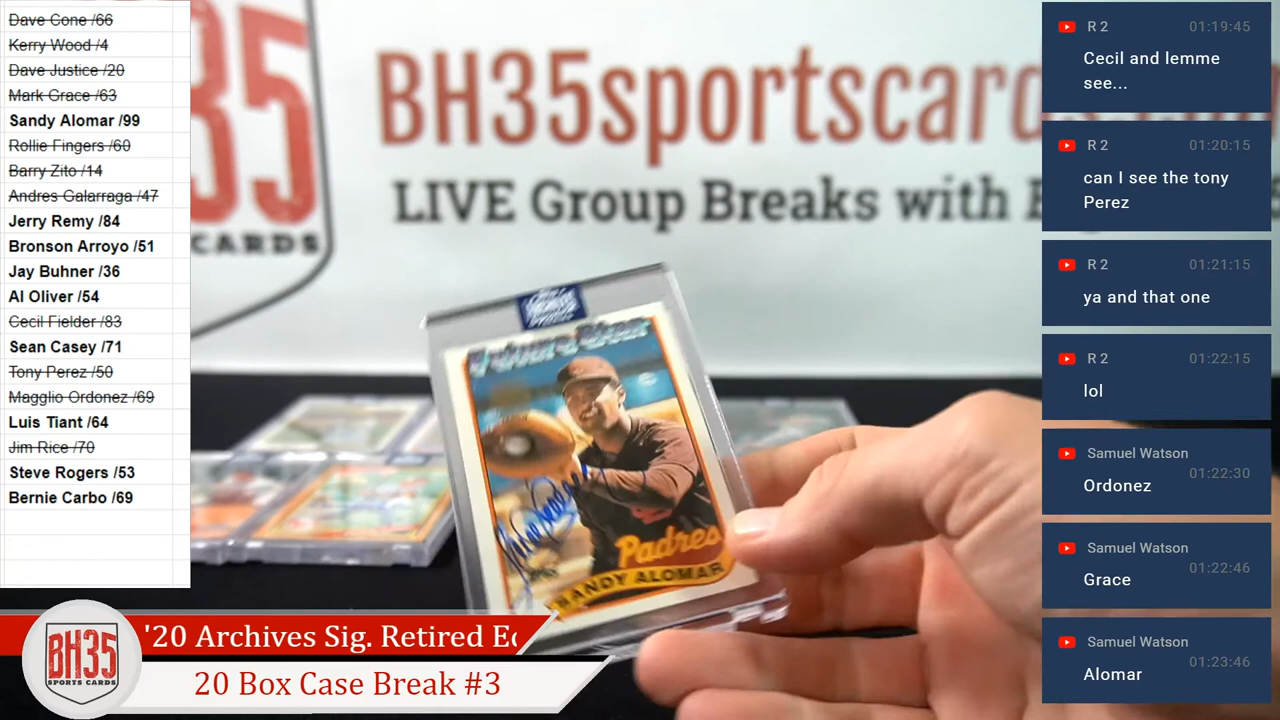 Dave Cone /66
Kerry Wood /4
Dave Justice /20
Mark Grace /63
Sandy Alomar /99
Rollie Fingers /60
Barry Zito /14
Andres Galarraga /47
Jerry Remy /84
Bronson Arroyo /51
Jay Buhner /36
Al Oliver /54
Cecil Fielder /83
Sean Casey /71
Tony Perez /50
Magglio Ordonez /69
Luis Tiant /64
Jim Rice /70
Steve Rogers /53
Bernie Carbo /69
35
CARDS
BH35sportscard
LIVE Group Breaks with
Future Star
Padres
SANDY ALOMAR
R 2 01:19:45
Cecil and lemme
see...
R 2 01:20:15
can I see the tony
Perez
R 2 01:21:15
ya and that one
R 2 01:22:15
lol
Samuel Watson 01:22:30
Ordonez
Samuel Watson 01:22:46
Grace
Samuel Watson 01:23:46
Alomar
BH35
SPORTS CARDS
'20 Archives Sig. Retired
20 Box Case Break #3